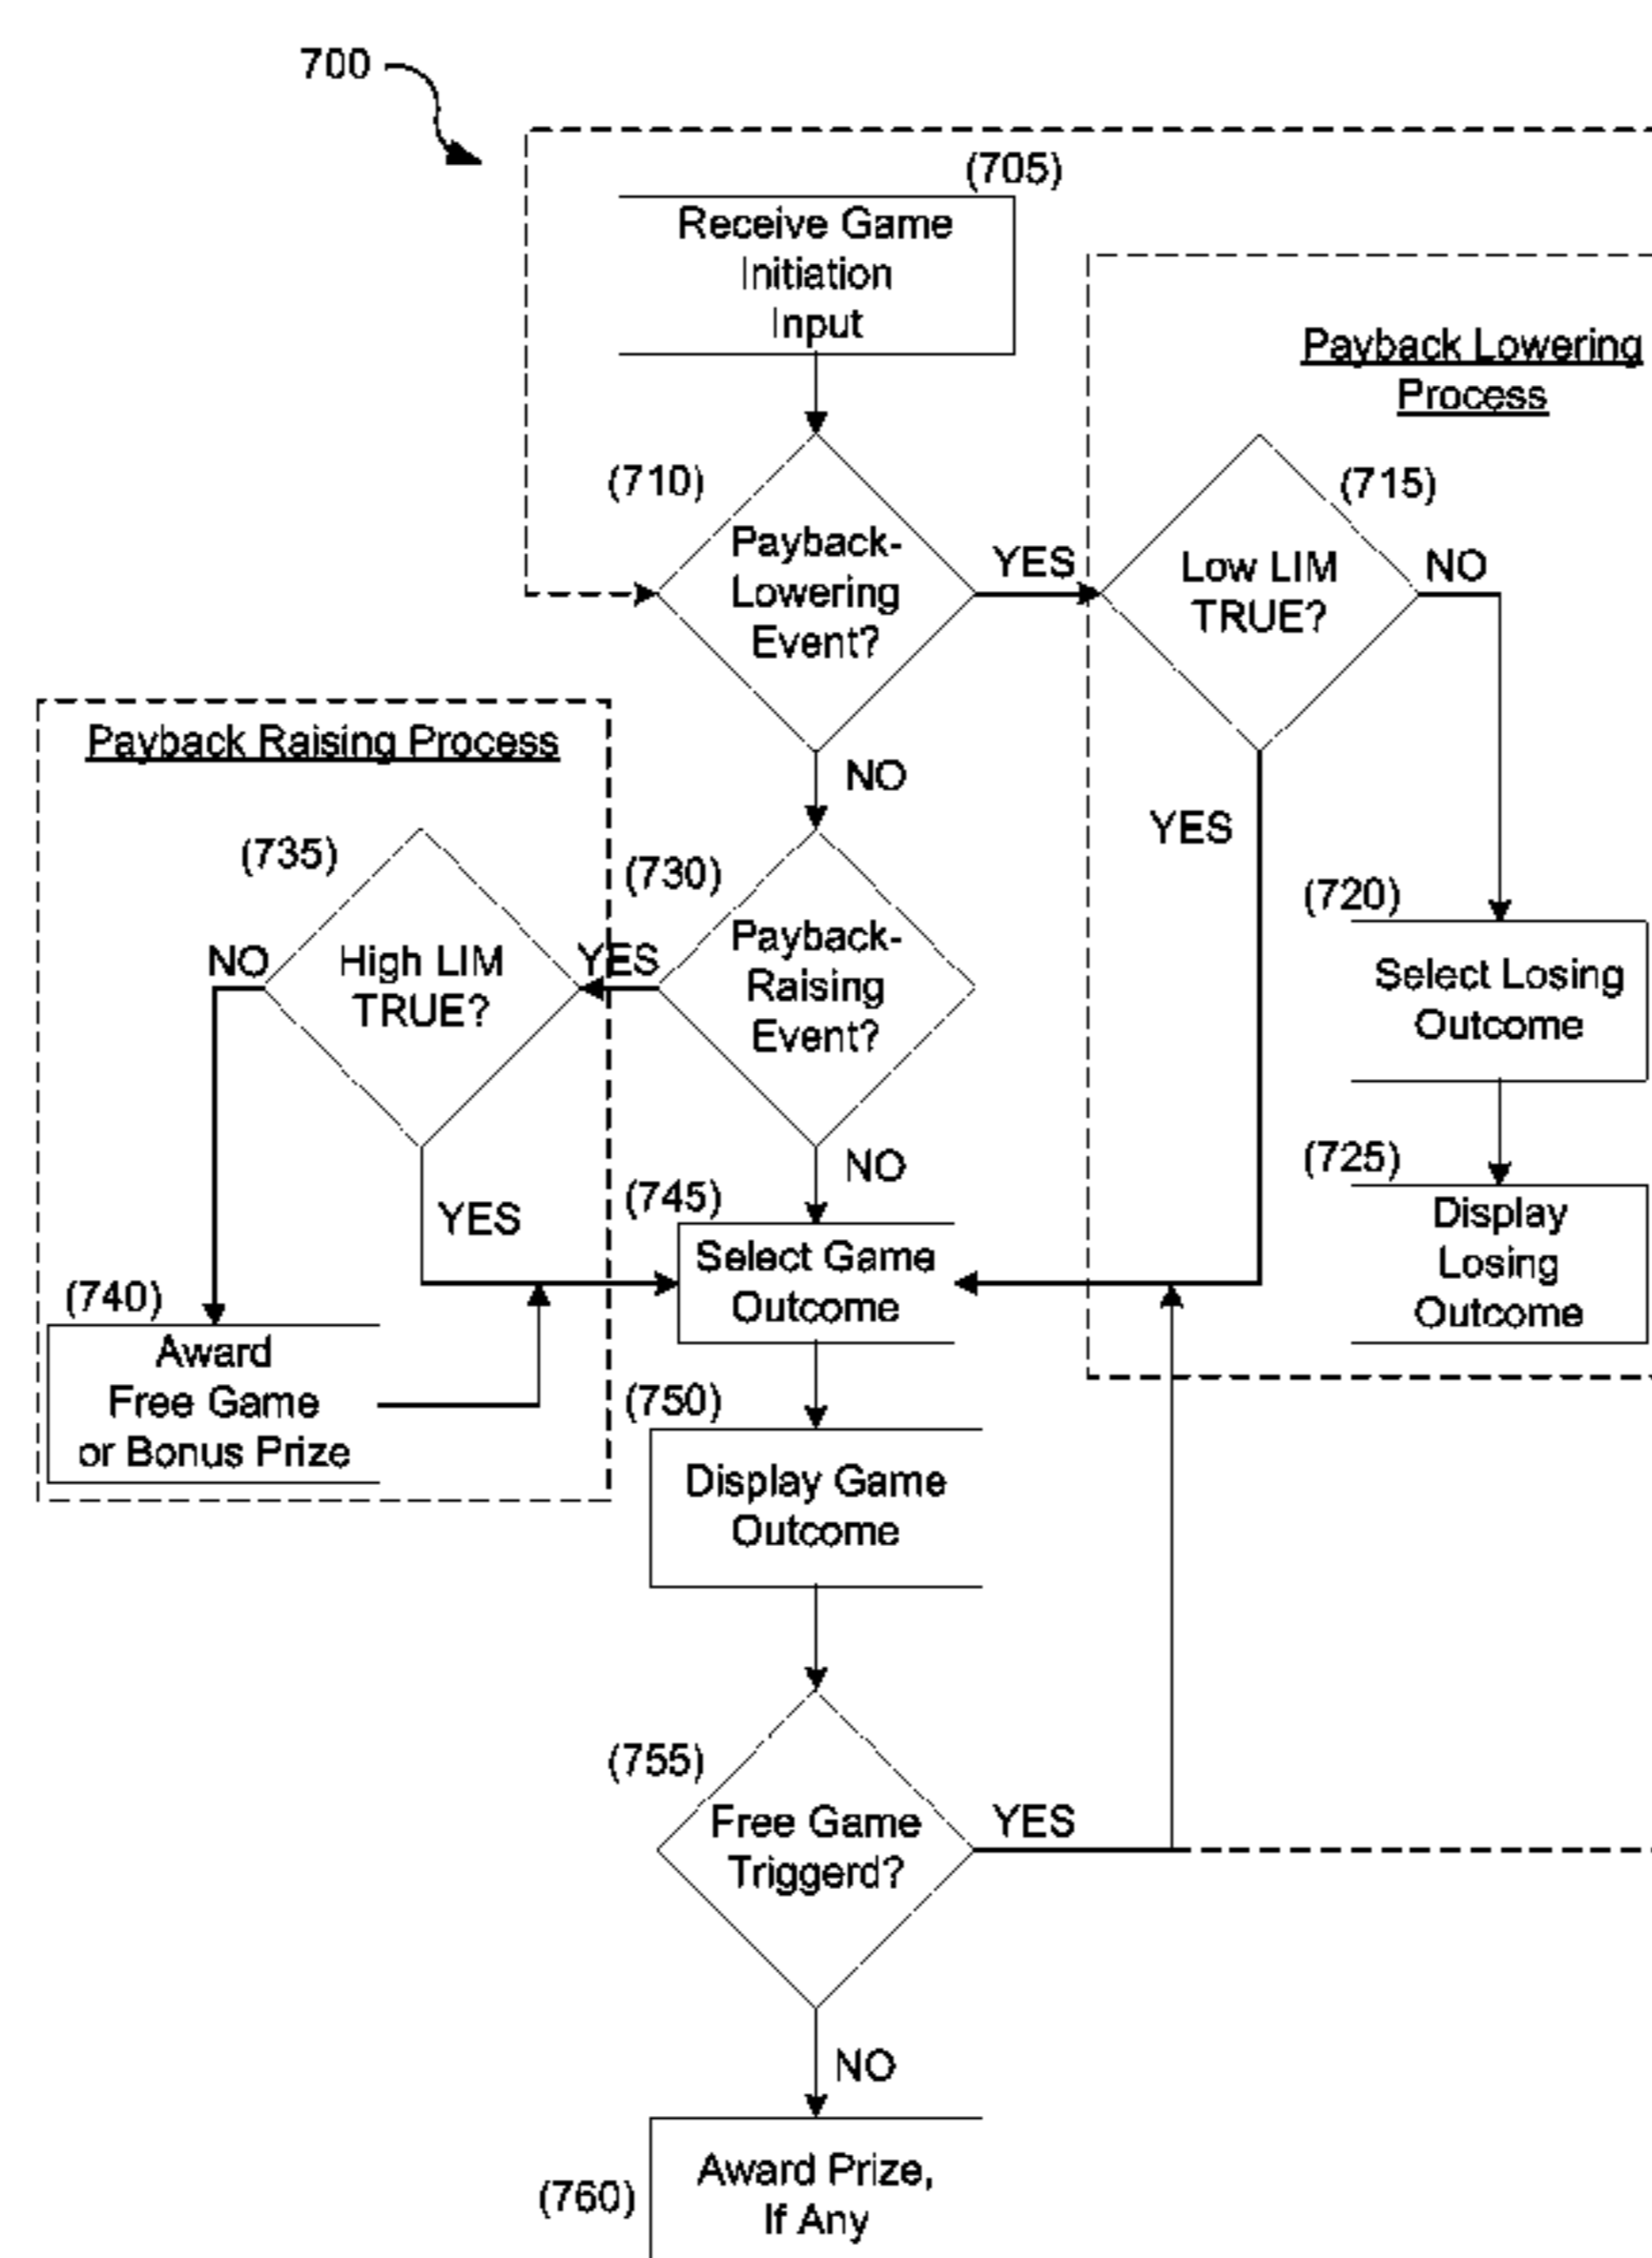 700
(705)
Receive Game
Initiation
Input
Payback Lowering
Process
(710)
Payback-
Lowering
Event?
YES
(715)
Low LIM
TRUE?
NO
YES
NO
Payback Raising Process
(735)
High LIM
TRUE?
NO
YES
(730)
Payback-
Raising
Event?
YES
NO
(720)
Select Losing
Outcome
(725)
Display
Losing
Outcome
(740)
Award
Free Game
or Bonus Prize
(745)
Select Game
Outcome
(750)
Display Game
Outcome
(755)
Free Game
Triggerd?
YES
NO
(760)
Award Prize,
If Any